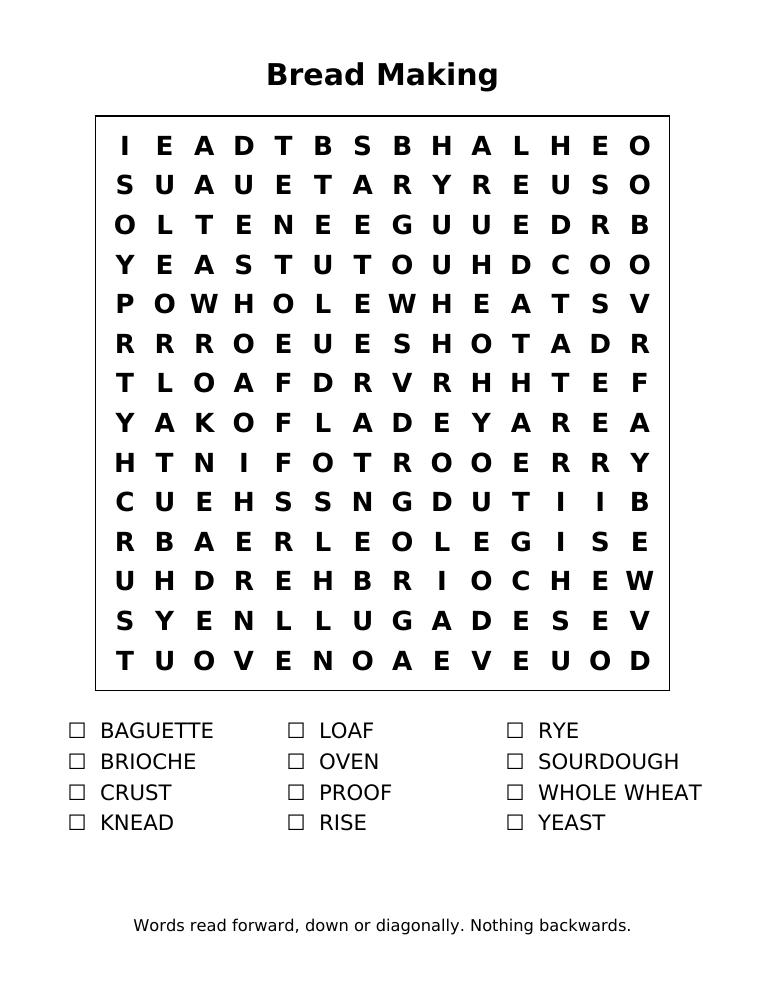 Bread Making
I E A D T B S B H A L H E O
S U A U E T A R Y R E U S O
O L T E N E E G U U E D R B
Y E A S T U T O U H D C O O
P O W H O L E W H E A T S V
R R R O E U E S H O T A D R
T L O A F D R V R H H T E F
Y A K O F L A D E Y A R E A
H T N I F O T R O O E R R Y
C U E H S S N G D U T I I B
R B A E R L E O L E G I S E
U H D R E H B R I O C H E W
S Y E N L L U G A D E S E V
T U O V E N O A E V E U O D
☐ BAGUETTE ☐ LOAF ☐ RYE
☐ BRIOCHE ☐ OVEN ☐ SOURDOUGH
☐ CRUST ☐ PROOF ☐ WHOLE WHEAT
☐ KNEAD ☐ RISE ☐ YEAST
Words read forward, down or diagonally. Nothing backwards.